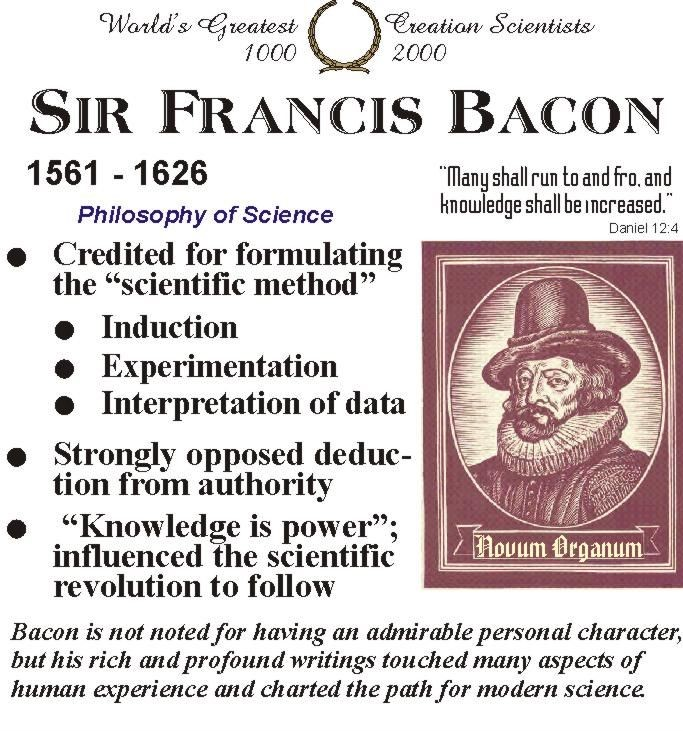 World's Greatest Creation Scientists
1000 2000
SIR FRANCIS BACON
1561 - 1626
"Many shall run to and fro, and
knowledge shall be increased."
Daniel 12:4
Philosophy of Science
● Credited for formulating
the "scientific method"
● Induction
● Experimentation
● Interpretation of data
● Strongly opposed deduc-
tion from authority
● "Knowledge is power";
influenced the scientific
revolution to follow
Novum Organum
Bacon is not noted for having an admirable personal character,
but his rich and profound writings touched many aspects of
human experience and charted the path for modern science.